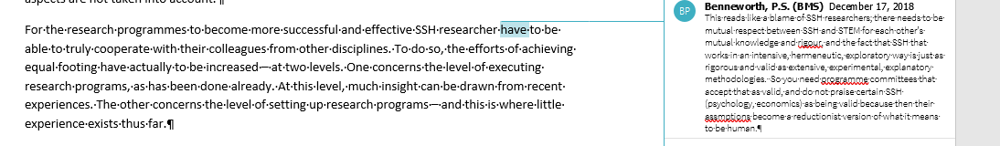 aspects are not taken into account. ¶
For·the·research·programmes·to·become·more·successful·and·effective·SSH·researcher·have·to·be·
able·to·truly·cooperate·with·their·colleagues·from·other·disciplines.·To·do·so,·the·efforts·of·achieving·
equal·footing·have·actually·to·be·increased—·at·two·levels.·One·concerns·the·level·of·executing·
research·programs,·as·has·been·done·already.·At·this·level,·much·insight·can·be·drawn·from·recent·
experiences.·The·other·concerns·the·level·of·setting·up·research·programs—·and·this·is·where·little·
experience·exists·thus·far.¶
BP
Benneworth, P.S. (BMS) December 17, 2018
This·reads·like·a·blame·of·SSH·researchers;·there·needs·to·be·
mutual·respect·between·SSH·and·STEM·for·each·other's·
mutual·knowledge·and·rigour,·and·the·fact·that·SSH·that·
works·in·an·intensive,·hermeneutic,·exploratory·way·is·just·as·
rigorous·and·valid·as·extensive,·experimental,·explanatory·
methodologies.··So·you·need·programme·committees·that·
accept·that·as·valid,·and·do·not·praise·certain·SSH·
(psychology,·economics)·as·being·valid·because·then·their·
assmptions·become·a·reductionist·version·of·what·it·means·
to·be·human.¶